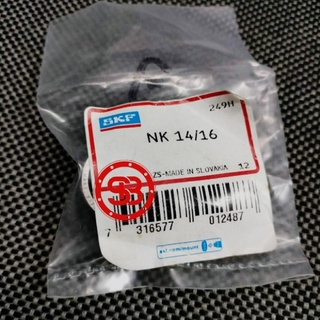 249H
SKF
NK 14/16
ZS-MADE IN SLOVAKIA 12
7 316577 012487